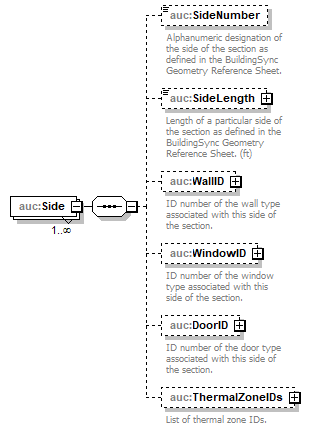 auc:SideNumber
Alphanumeric designation of
the side of the section as
defined in the BuildingSync
Geometry Reference Sheet.
auc:SideLength
Length of a particular side of
the section as defined in the
BuildingSync Geometry
Reference Sheet. (ft)
auc:WallID
ID number of the wall type
associated with this side of
the section.
auc:Side
1..∞
auc:WindowID
ID number of the window
type associated with this
side of the section.
auc:DoorID
ID number of the door type
associated with this side of
the section.
auc:ThermalZoneIDs
List of thermal zone IDs.